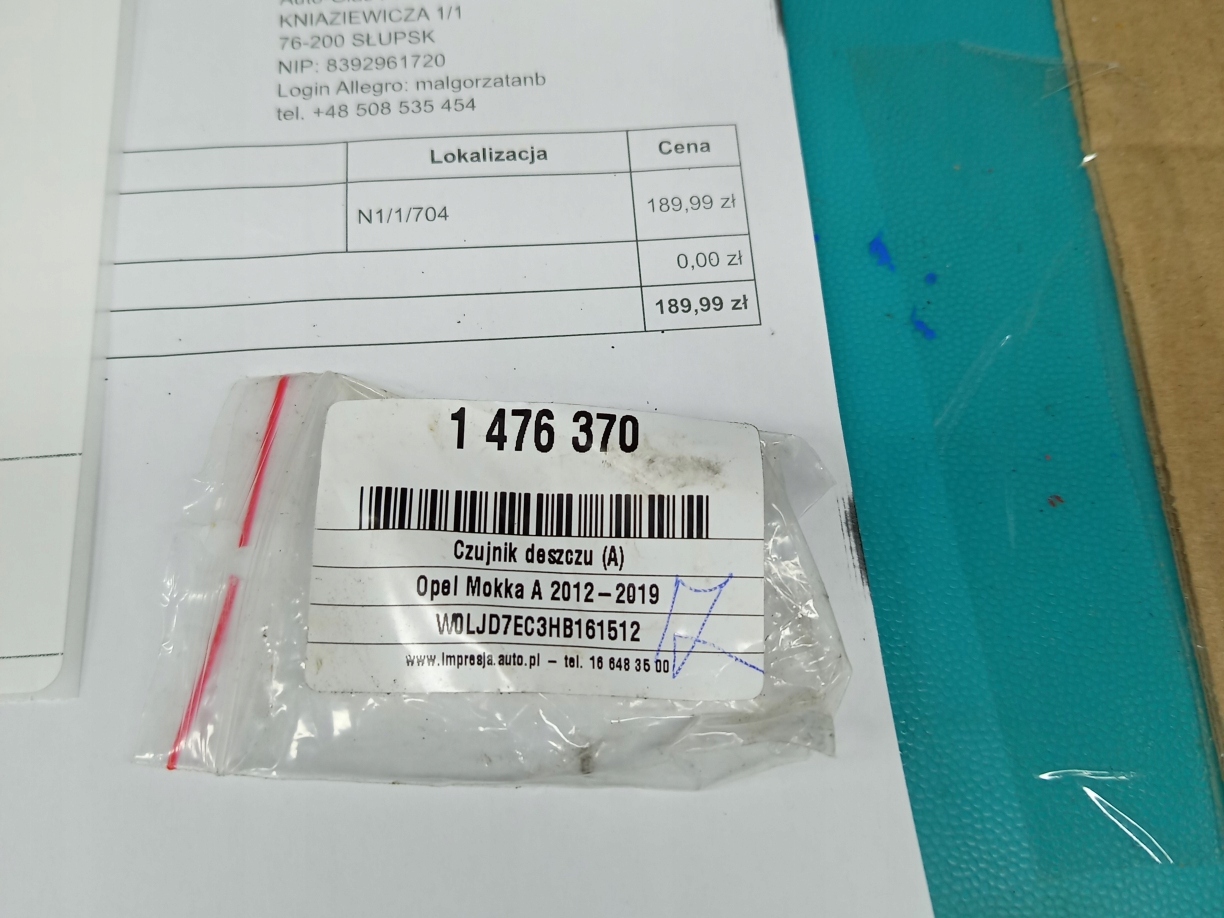 KNIAZIEWICZA 1/1
76-200 SŁUPSK
NIP: 8392961720
Login Allegro: malgorzatanb
tel. +48 508 535 454
Lokalizacja Cena
N1/1/704 189,99 zł
0,00 zł
189,99 zł
1 476 370
Czujnik deszczu (A)
Opel Mokka A 2012-2019
W0LJD7EC3HB161512
www.Impresja.auto.pl - tel. 16 648 35 00